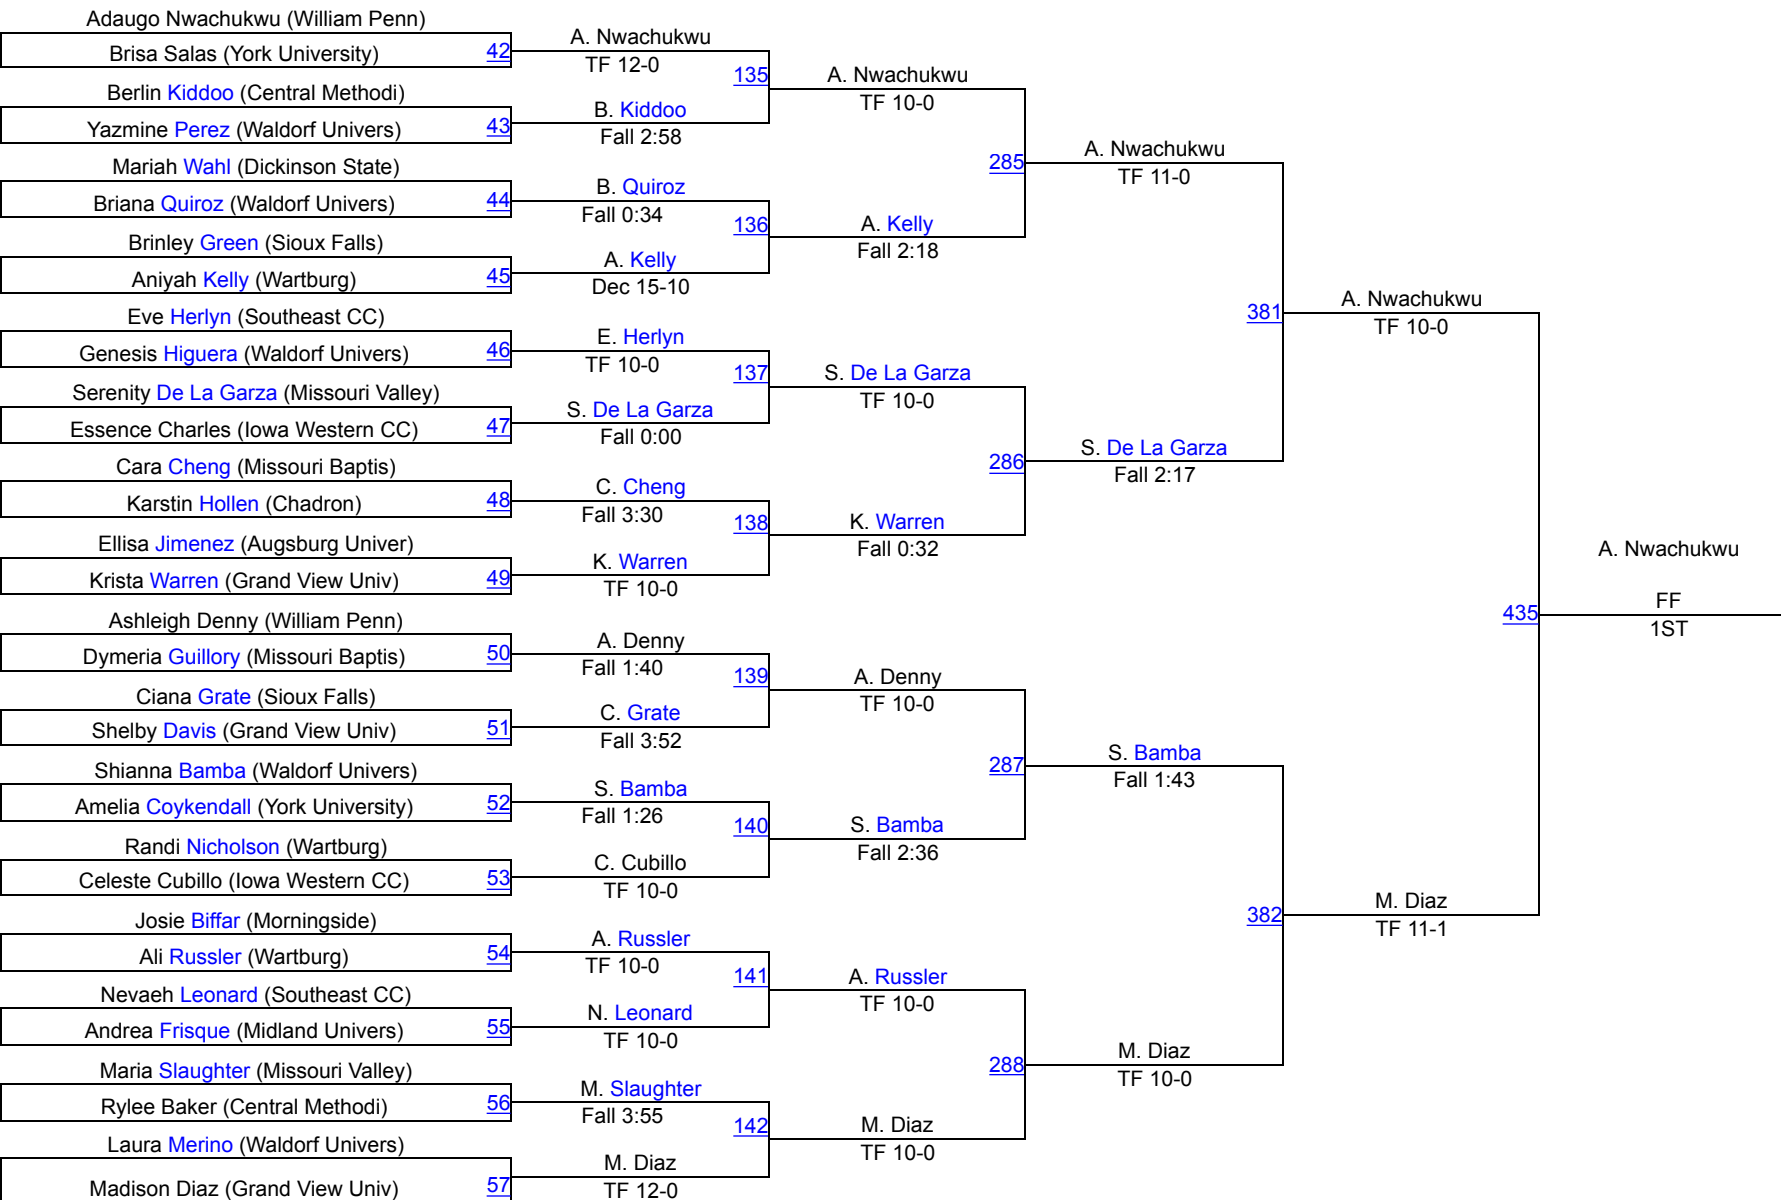 Adaugo Nwachukwu (William Penn)
Brisa Salas (York University) 42
Berlin Kiddoo (Central Methodi)
Yazmine Perez (Waldorf Univers) 43
Mariah Wahl (Dickinson State)
Briana Quiroz (Waldorf Univers) 44
Brinley Green (Sioux Falls)
Aniyah Kelly (Wartburg) 45
Eve Herlyn (Southeast CC)
Genesis Higuera (Waldorf Univers) 46
Serenity De La Garza (Missouri Valley)
Essence Charles (Iowa Western CC) 47
Cara Cheng (Missouri Baptis)
Karstin Hollen (Chadron) 48
Ellisa Jimenez (Augsburg Univer)
Krista Warren (Grand View Univ) 49
Ashleigh Denny (William Penn)
Dymeria Guillory (Missouri Baptis) 50
Ciana Grate (Sioux Falls)
Shelby Davis (Grand View Univ) 51
Shianna Bamba (Waldorf Univers)
Amelia Coykendall (York University) 52
Randi Nicholson (Wartburg)
Celeste Cubillo (Iowa Western CC) 53
Josie Biffar (Morningside)
Ali Russler (Wartburg) 54
Nevaeh Leonard (Southeast CC)
Andrea Frisque (Midland Univers) 55
Maria Slaughter (Missouri Valley)
Rylee Baker (Central Methodi) 56
Laura Merino (Waldorf Univers)
Madison Diaz (Grand View Univ) 57
A. Nwachukwu
TF 12-0
135
B. Kiddoo
Fall 2:58
B. Quiroz
Fall 0:34
136
A. Kelly
Dec 15-10
E. Herlyn
TF 10-0
137
S. De La Garza
Fall 0:00
C. Cheng
Fall 3:30
138
K. Warren
TF 10-0
A. Denny
Fall 1:40
139
C. Grate
Fall 3:52
S. Bamba
Fall 1:26
140
C. Cubillo
TF 10-0
A. Russler
TF 10-0
141
N. Leonard
TF 10-0
M. Slaughter
Fall 3:55
142
M. Diaz
TF 12-0
A. Nwachukwu
TF 10-0
285
A. Kelly
Fall 2:18
S. De La Garza
TF 10-0
286
K. Warren
Fall 0:32
A. Denny
TF 10-0
287
S. Bamba
Fall 2:36
A. Russler
TF 10-0
288
M. Diaz
TF 10-0
A. Nwachukwu
TF 11-0
381
S. De La Garza
Fall 2:17
S. Bamba
Fall 1:43
382
M. Diaz
TF 10-0
A. Nwachukwu
TF 10-0
435
M. Diaz
TF 11-1
A. Nwachukwu
FF
1ST